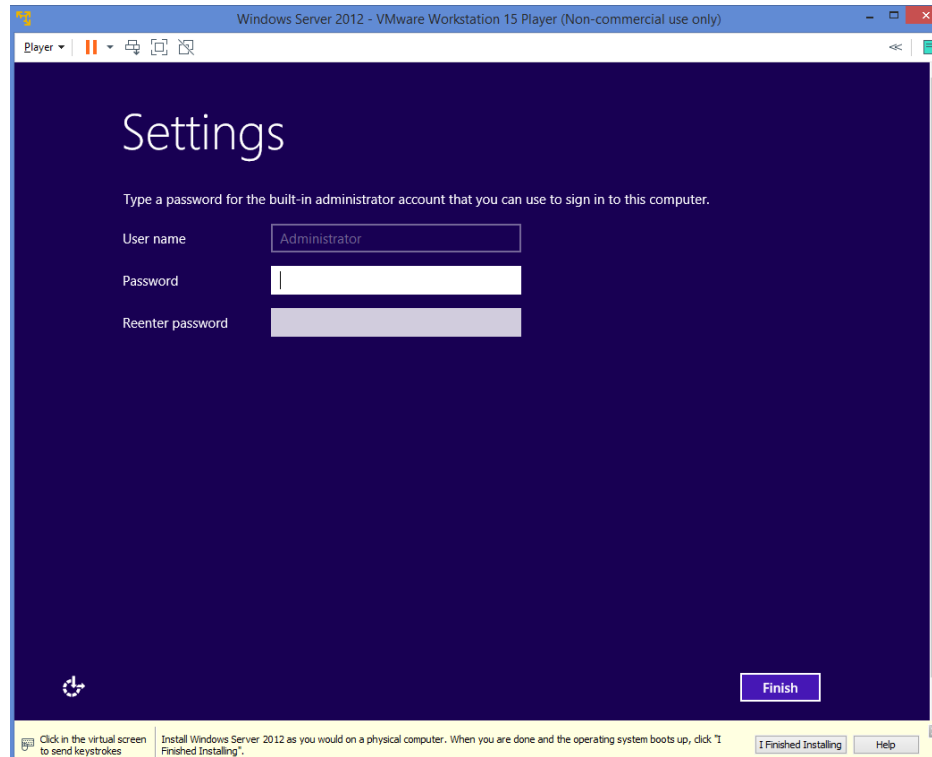 Windows Server 2012 - VMware Workstation 15 Player (Non-commercial use only)
Player
Settings
Type a password for the built-in administrator account that you can use to sign in to this computer.
User name
Administrator
Password
Reenter password
Finish
Click in the virtual screen
to send keystrokes
Install Windows Server 2012 as you would on a physical computer. When you are done and the operating system boots up, click "I
Finished Installing".
I Finished Installing
Help